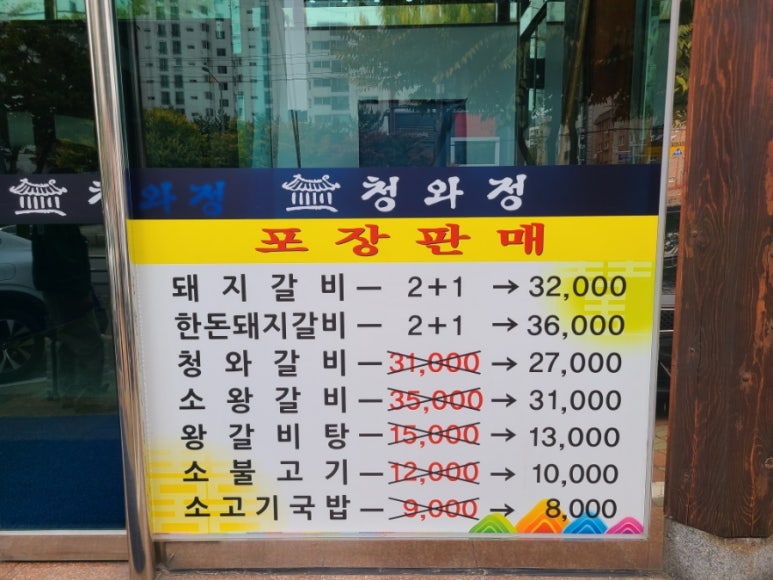 청와정
포장판매
돼지갈비 — 2+1 → 32,000
한돈돼지갈비 — 2+1 → 36,000
청와갈비 — 31,000 → 27,000
소왕갈비 — 35,000 → 31,000
왕갈비탕 — 15,000 → 13,000
소불고기 — 12,000 → 10,000
소고기국밥 — 9,000 → 8,000